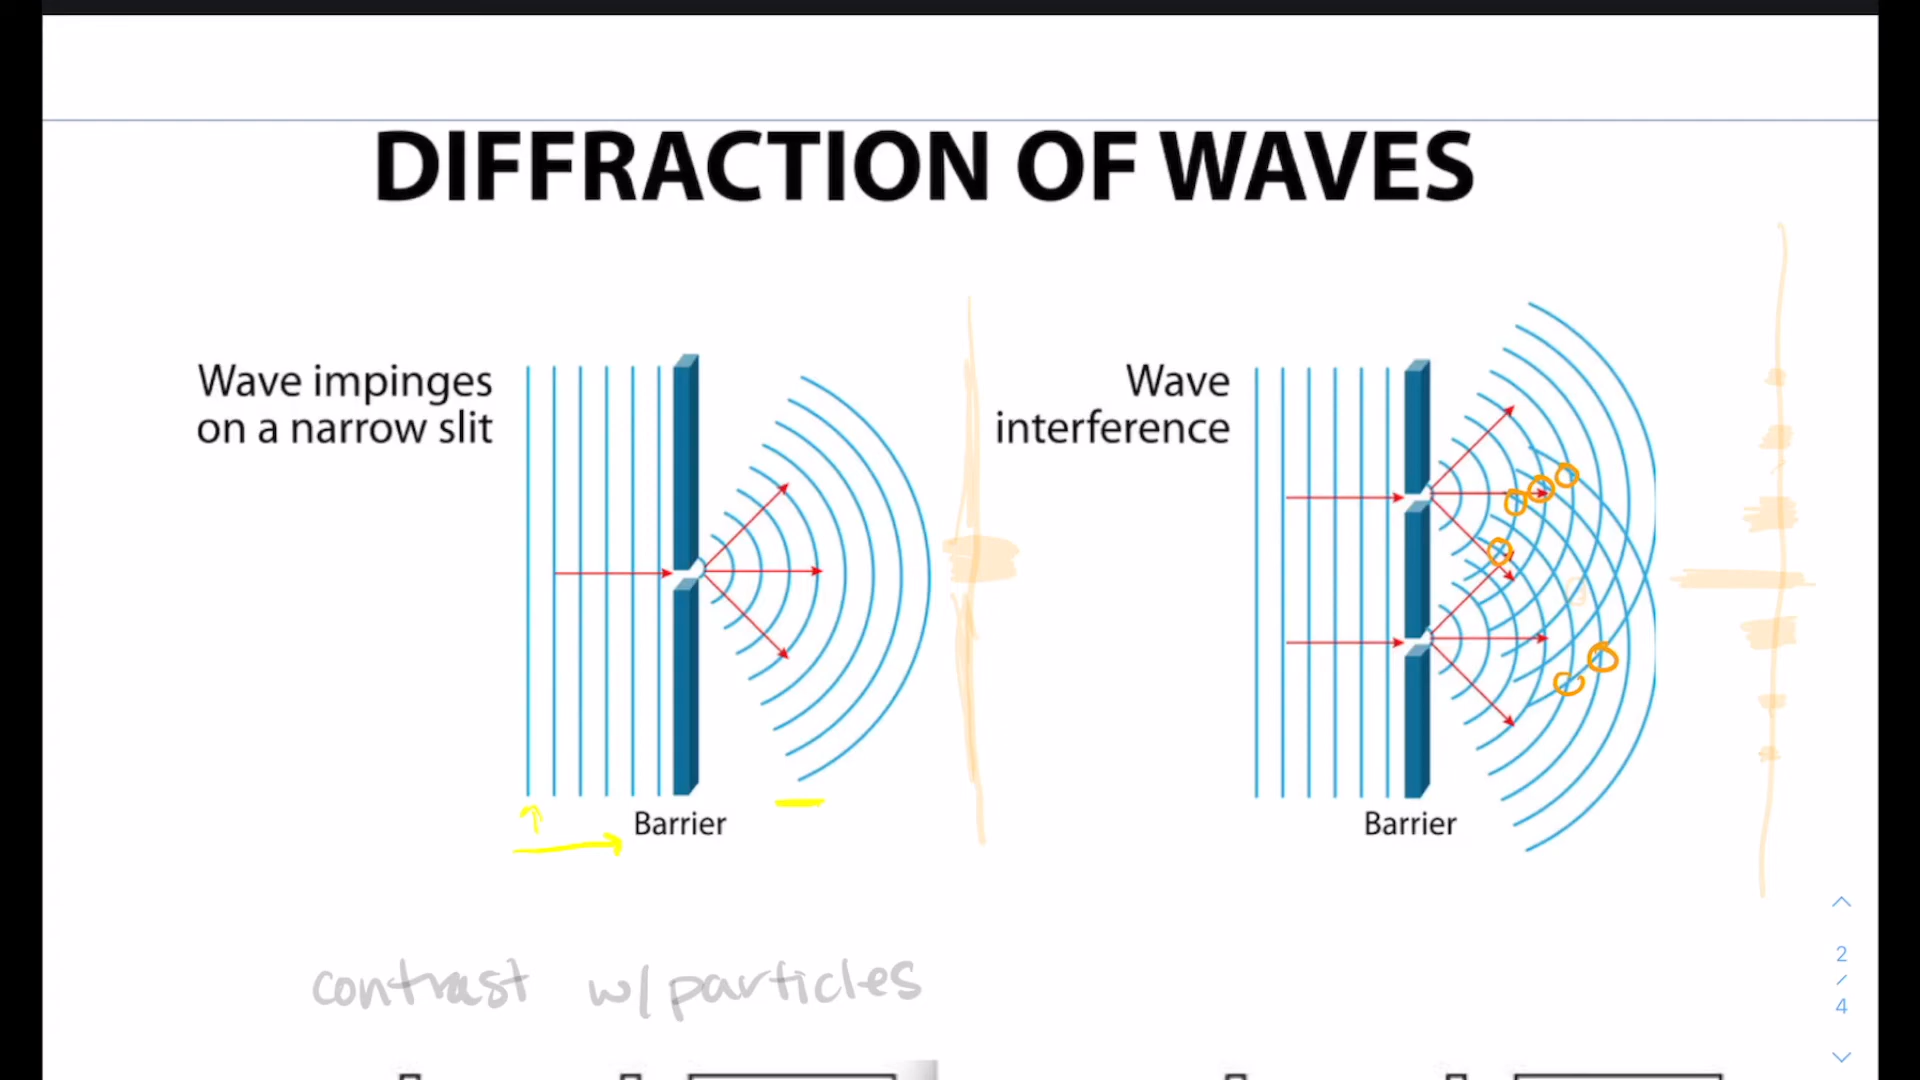 DIFFRACTION OF WAVES
Wave impinges
on a narrow slit
Barrier
Wave
interference
Barrier
contrast w/ particles
2
/
4